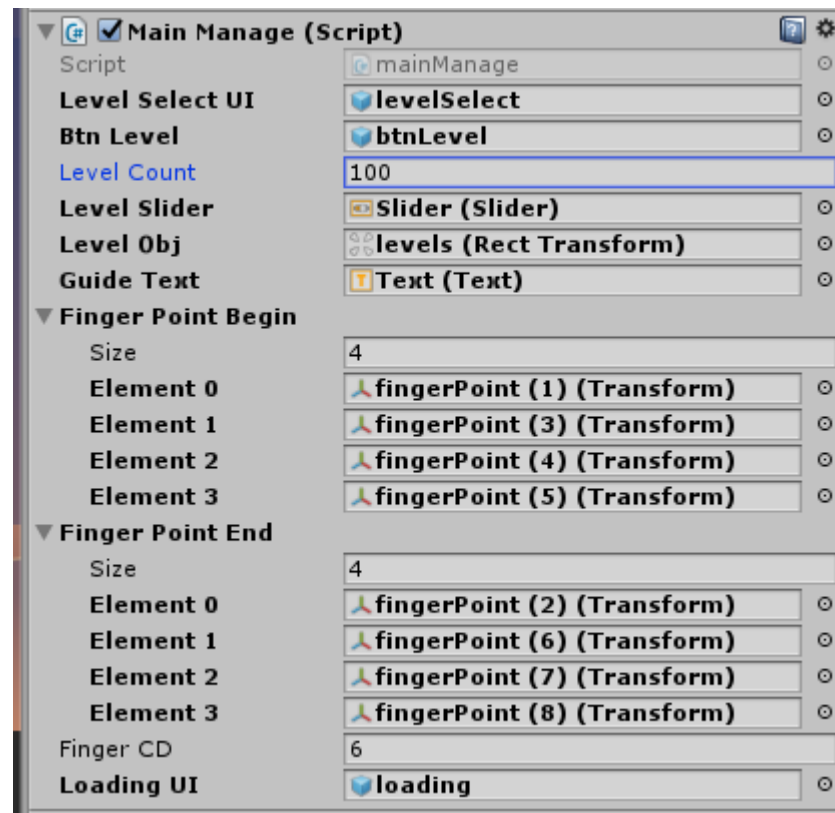 Main Manage (Script)
Script mainManage
Level Select UI levelSelect
Btn Level btnLevel
Level Count 100
Level Slider Slider (Slider)
Level Obj levels (Rect Transform)
Guide Text Text (Text)
Finger Point Begin
Size 4
Element 0 fingerPoint (1) (Transform)
Element 1 fingerPoint (3) (Transform)
Element 2 fingerPoint (4) (Transform)
Element 3 fingerPoint (5) (Transform)
Finger Point End
Size 4
Element 0 fingerPoint (2) (Transform)
Element 1 fingerPoint (6) (Transform)
Element 2 fingerPoint (7) (Transform)
Element 3 fingerPoint (8) (Transform)
Finger CD 6
Loading UI loading